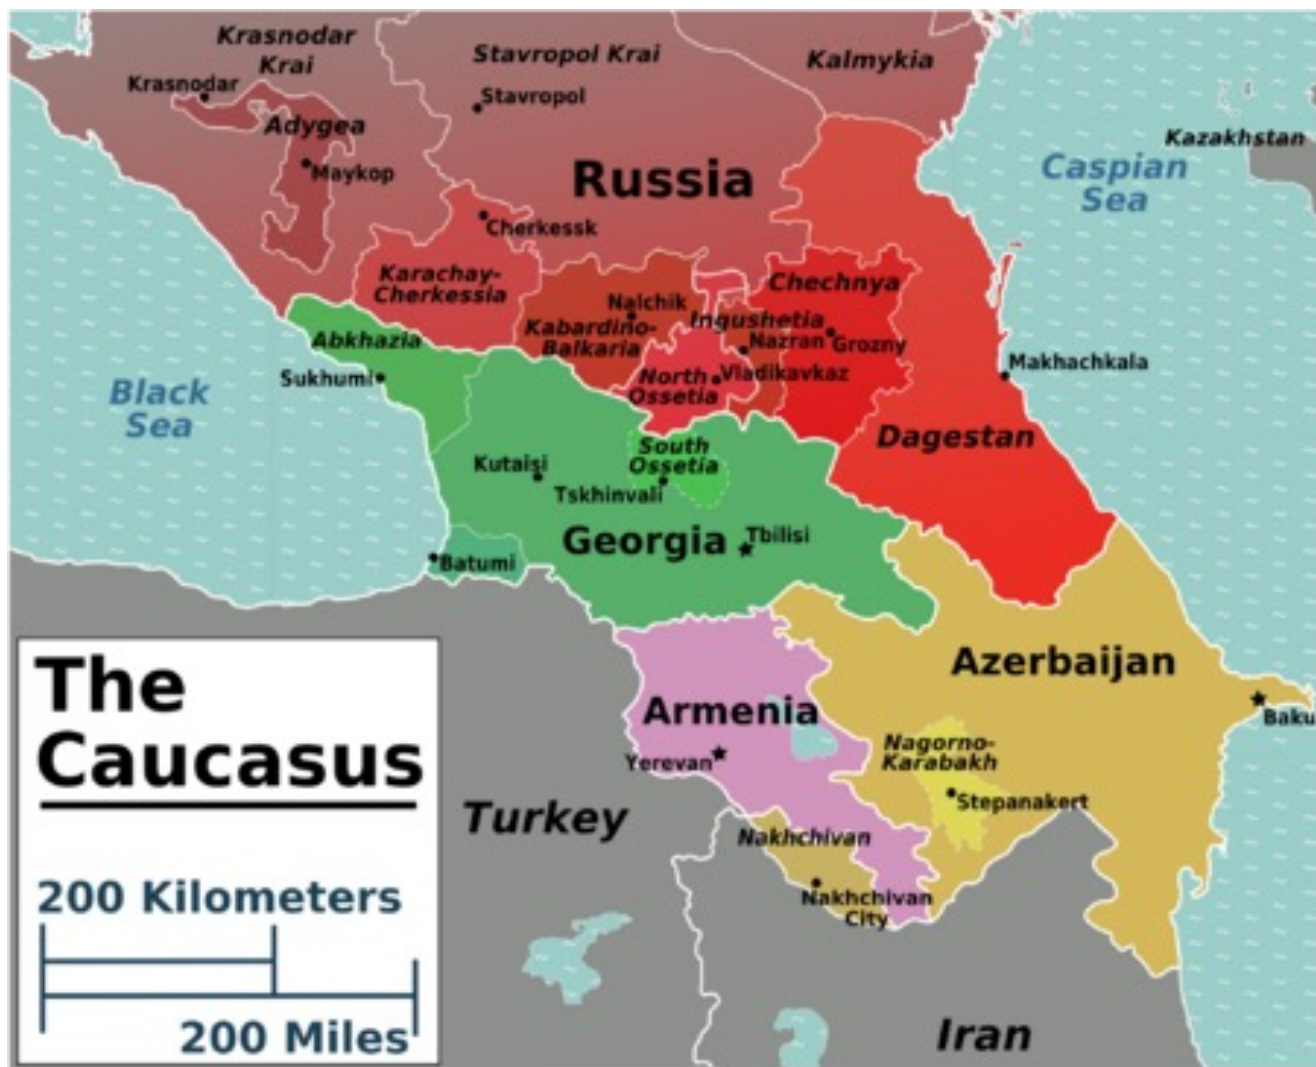 Krasnodar
Krai
Stavropol Krai
Kalmykia
Krasnodar
Stavropol
Adygea
Kazakhstan
Maykop
Russia
Caspian
Sea
Cherkessk
Karachay-
Cherkessia
Chechnya
Nalchik
Kabardino-
Balkaria
Ingushetia
Nazran
Grozny
Abkhazia
Makhachkala
Sukhumi
North
Ossetia
Vladikavkaz
Black
Sea
Dagestan
South
Ossetia
Kutaisi
Tskhinvali
Georgia
Tbilisi
Batumi
Azerbaijan
The
Caucasus
Armenia
Baku
Nagorno-
Karabakh
Yerevan
Stepanakert
Turkey
Nakhchivan
Nakhchivan
City
200 Kilometers
200 Miles
Iran